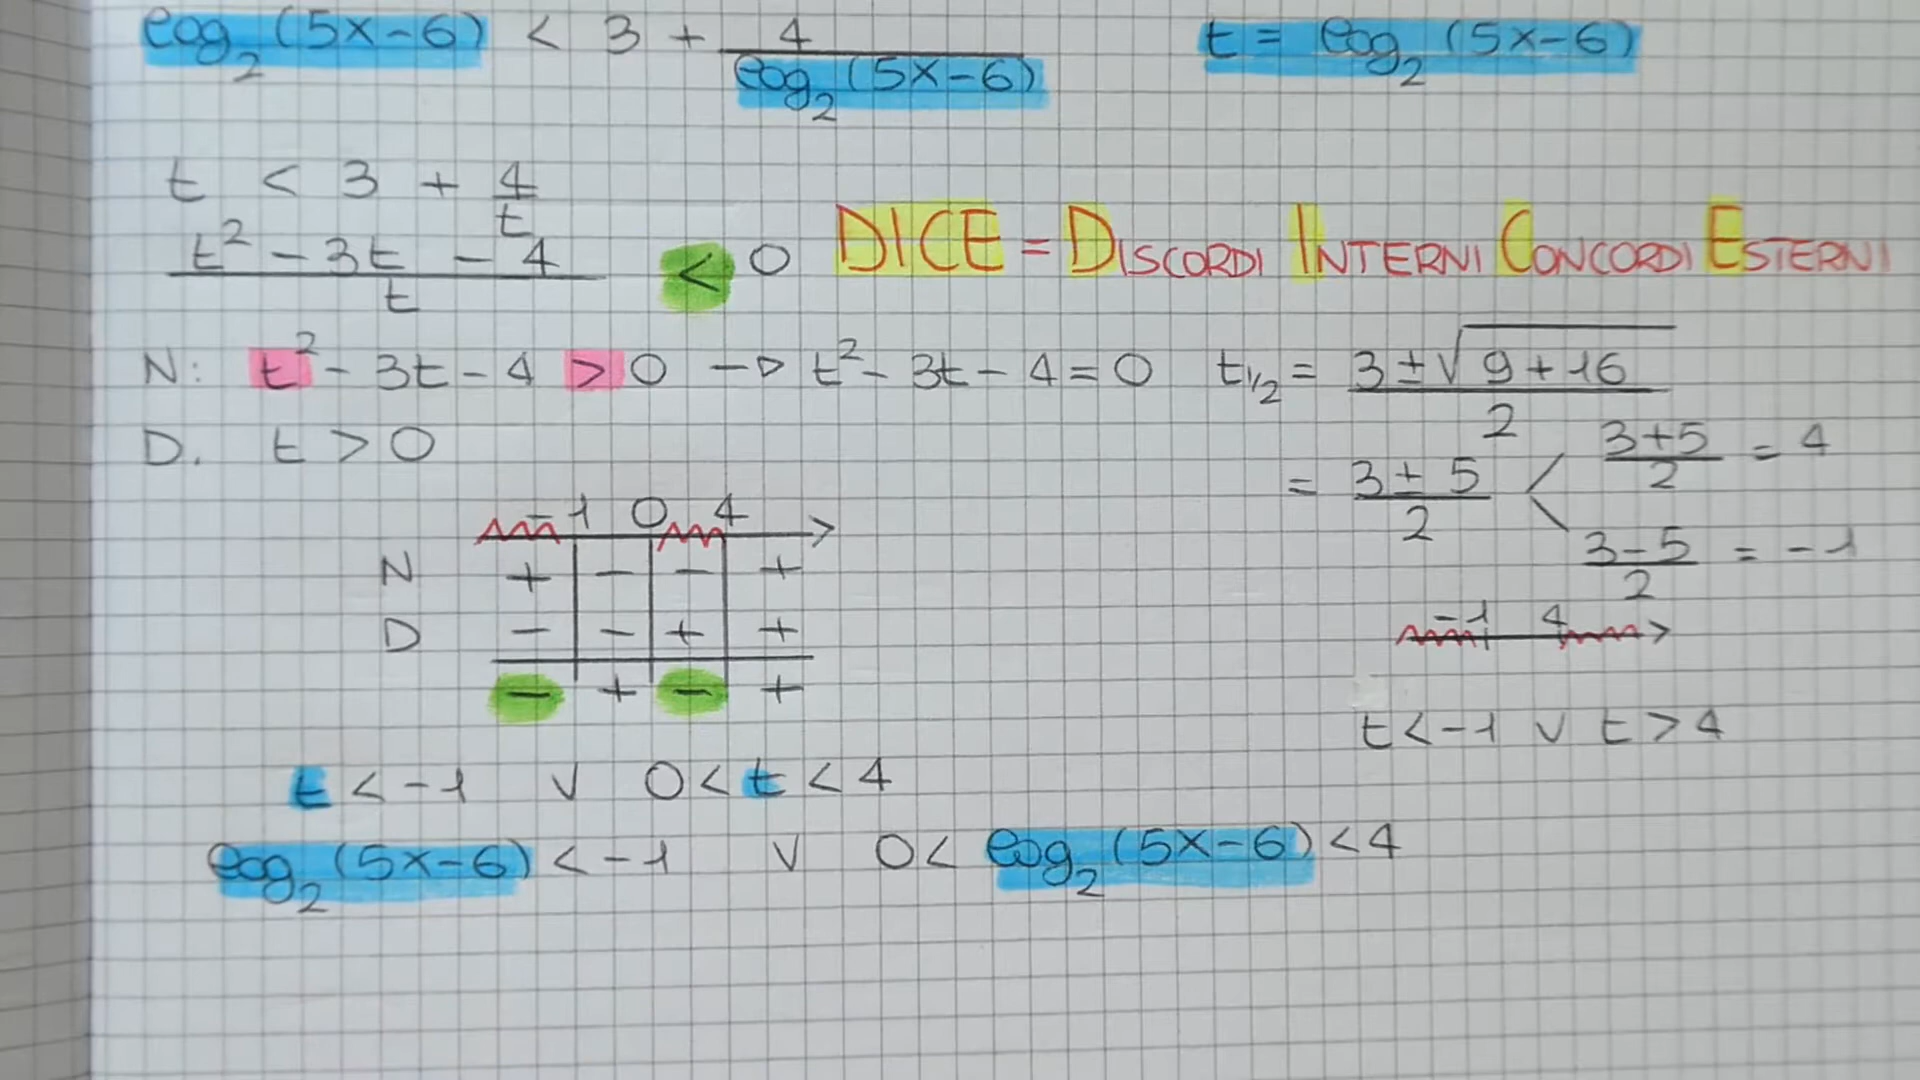 log₂ (5x-6) < 3 + 4/log₂ (5x-6)    t = log₂ (5x-6)
t < 3 + 4/t
(t² - 3t - 4)/t < 0    DICE = DISCORDI INTERNI CONCORDI ESTERNI
N: t² - 3t - 4 > 0 → t² - 3t - 4 = 0    t₁/₂ = (3 ± √(9+16))/2
D. t > 0
= (3 ± 5)/2 < (3+5)/2 = 4
(3-5)/2 = -1
-1 0 4
N + - - +
D - - + +
- + - +
-1 4
t < -1 ∨ t > 4
t < -1 ∨ 0 < t < 4
log₂ (5x-6) < -1 ∨ 0 < log₂ (5x-6) < 4